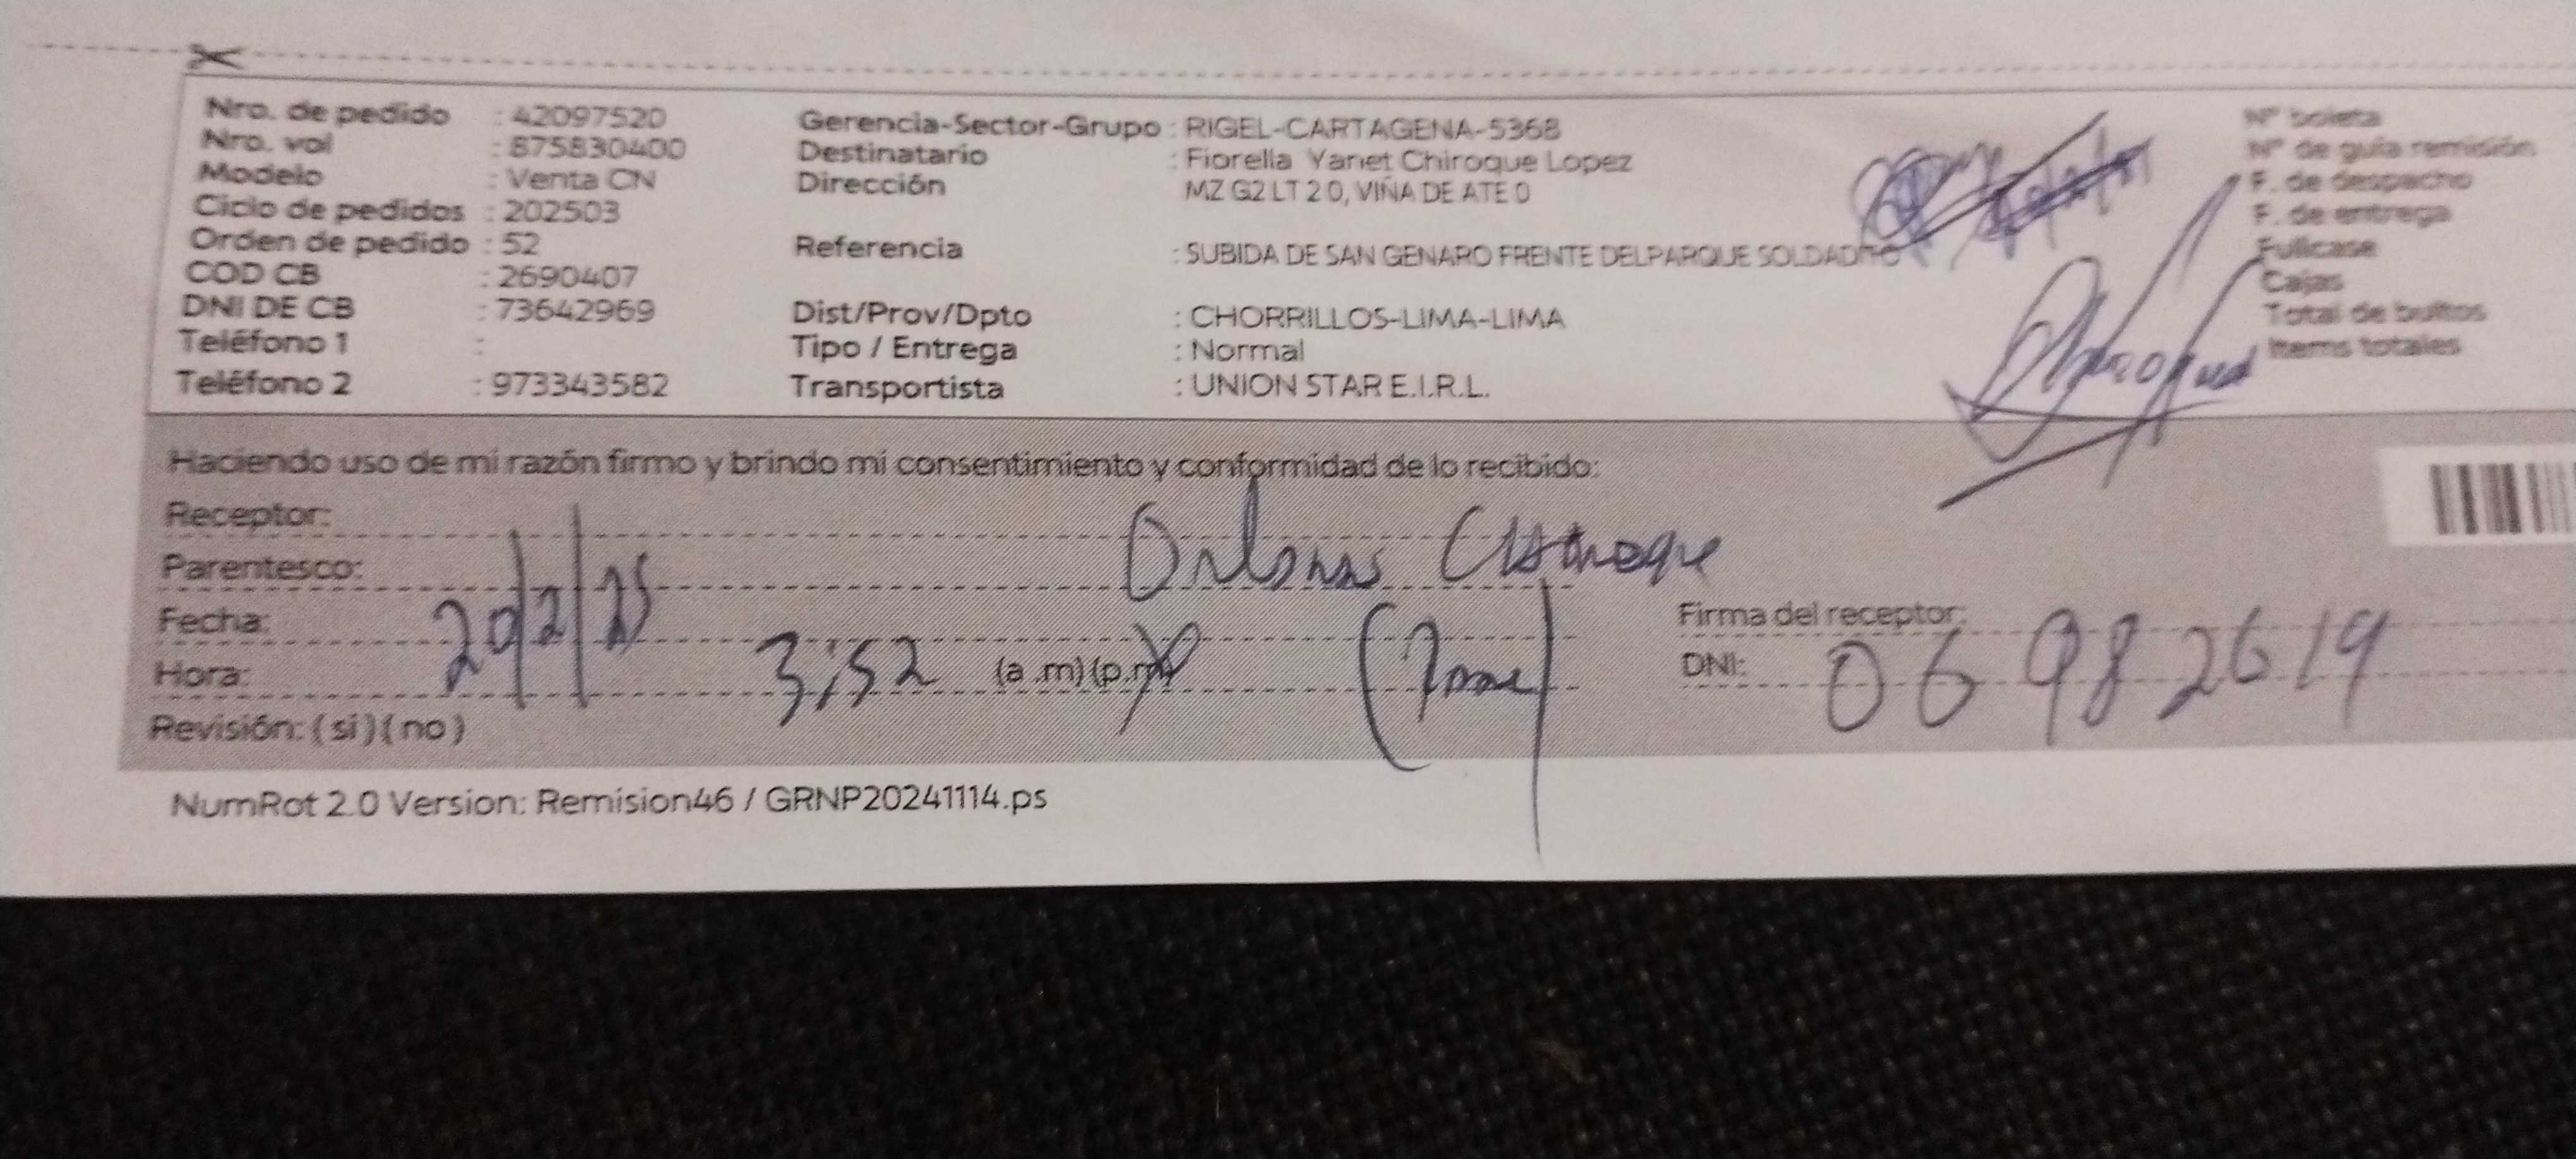 Nro. de pedido : 42097520
Nro. vol : 875830400
Modelo : Venta CN
Ciclo de pedidos : 202503
Orden de pedido : 52
COD CB : 2690407
DNI DE CB : 73642969
Teléfono 1 :
Teléfono 2 : 973343582
Gerencia-Sector-Grupo : RIGEL-CARTAGENA-5368
Destinatario : Fiorella Yanet Chiroque Lopez
Dirección MZ G2 LT 2 0, VIÑA DE ATE 0
Referencia : SUBIDA DE SAN GENARO FRENTE DELPARQUE SOLDADITO
Dist/Prov/Dpto : CHORRILLOS-LIMA-LIMA
Tipo / Entrega : Normal
Transportista : UNION STAR E.I.R.L.
N° boleta
N° de guía remisión
F. de despacho
F. de entrega
Fullcase
Cajas
Total de bultos
Items totales
Haciendo uso de mi razón firmo y brindo mi consentimiento y conformidad de lo recibido:
Receptor:
Parentesco:
Fecha: 20/2/25
Hora: 3:52 (a .m)(p.m)
Revisión: (si)(no)
Firma del receptor:
DNI: 06982619
NumRot 2.0 Version: Remision46 / GRNP20241114.ps